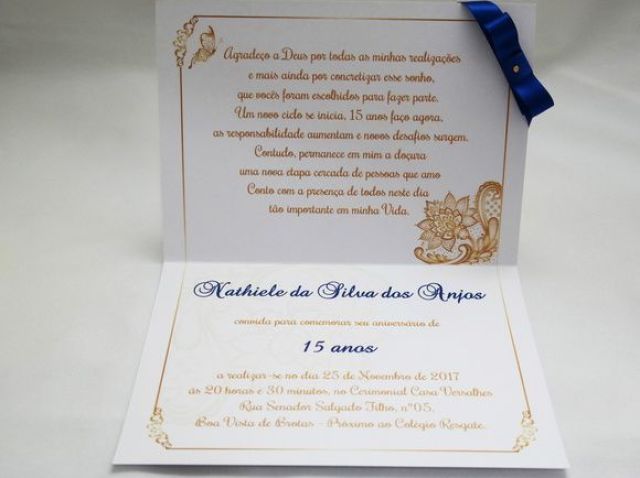 Agradeço a Deus por todas as minhas realizações
e mais ainda por concretizar esse sonho,
que vocês foram escolhidos para fazer parte.
Um novo ciclo se inicia, 15 anos faço agora,
as responsabilidade aumentam e novos desafios surgem.
Contudo, permanece em mim a doçura
uma nova etapa cercada de pessoas que amo
Conto com a presença de todos neste dia
tão importante em minha Vida.
Nathiele da Silva dos Anjos
convida para comemorar seu aniversário de
15 anos
a realizar-se no dia 25 de Novembro de 2017
às 20 horas e 30 minutos, no Cerimonial Casa Versalhes
Rua Senador Salgado Filho, nº05,
Boa Vista de Brotas - Próximo ao Colégio Resgate.